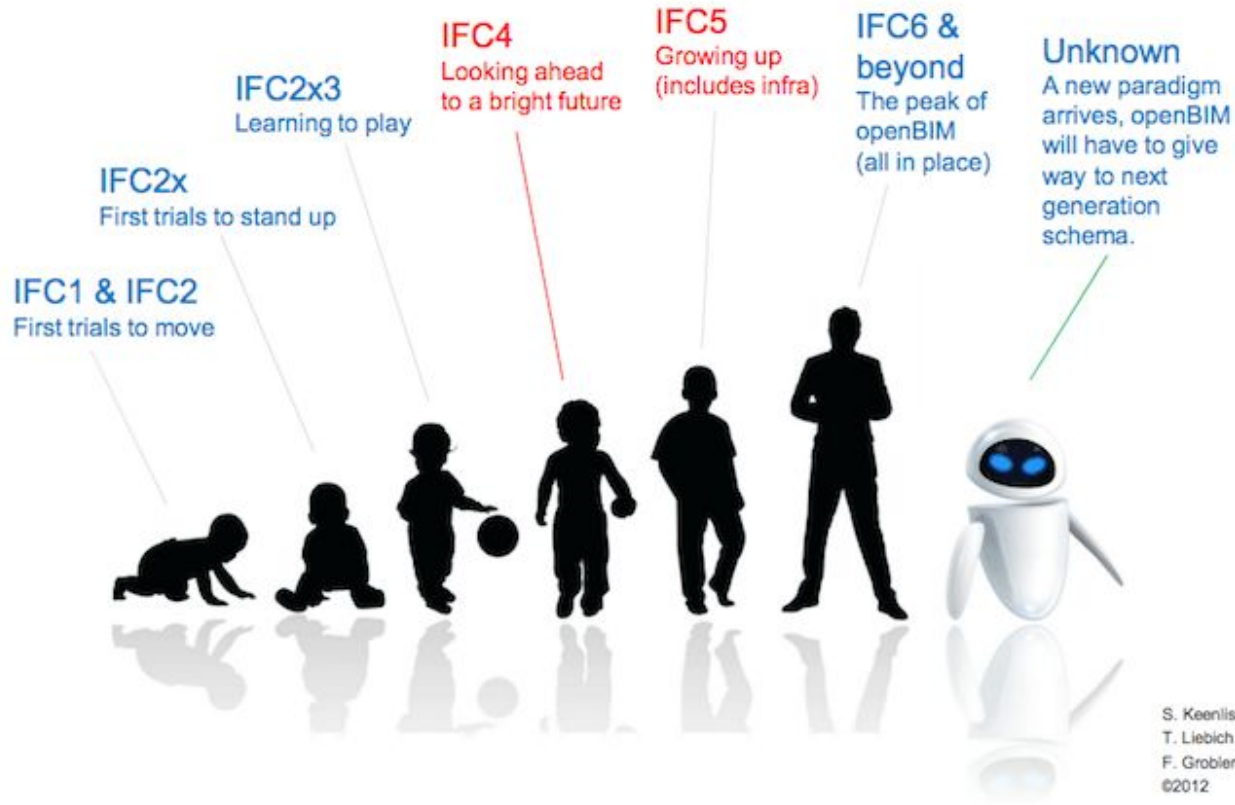 IFC1 & IFC2
First trials to move
IFC2x
First trials to stand up
IFC2x3
Learning to play
IFC4
Looking ahead
to a bright future
IFC5
Growing up
(includes infra)
IFC6 &
beyond
The peak of
openBIM
(all in place)
Unknown
A new paradigm
arrives, openBIM
will have to give
way to next
generation
schema.
S. Keenlis
T. Liebich
F. Grobler
©2012